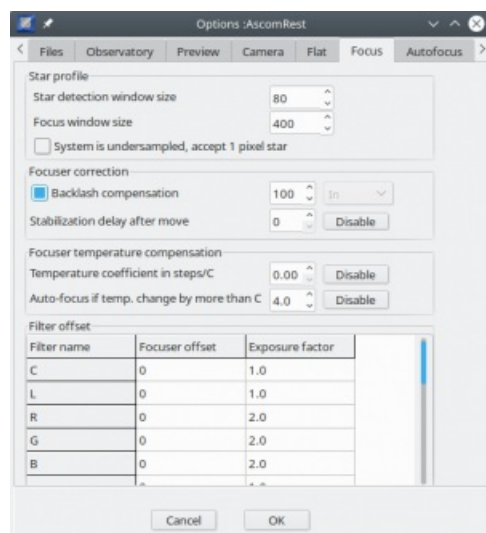 Options :AscomRest
Files Observatory Preview Camera Flat Focus Autofocus
Star profile
Star detection window size 80
Focus window size 400
System is undersampled, accept 1 pixel star
Focuser correction
Backlash compensation 100 In
Stabilization delay after move 0 Disable
Focuser temperature compensation
Temperature coefficient in steps/C 0.00 Disable
Auto-focus if temp. change by more than C 4.0 Disable
Filter offset
Filter name Focuser offset Exposure factor
C 0 1.0
L 0 1.0
R 0 2.0
G 0 2.0
B 0 2.0
Cancel OK